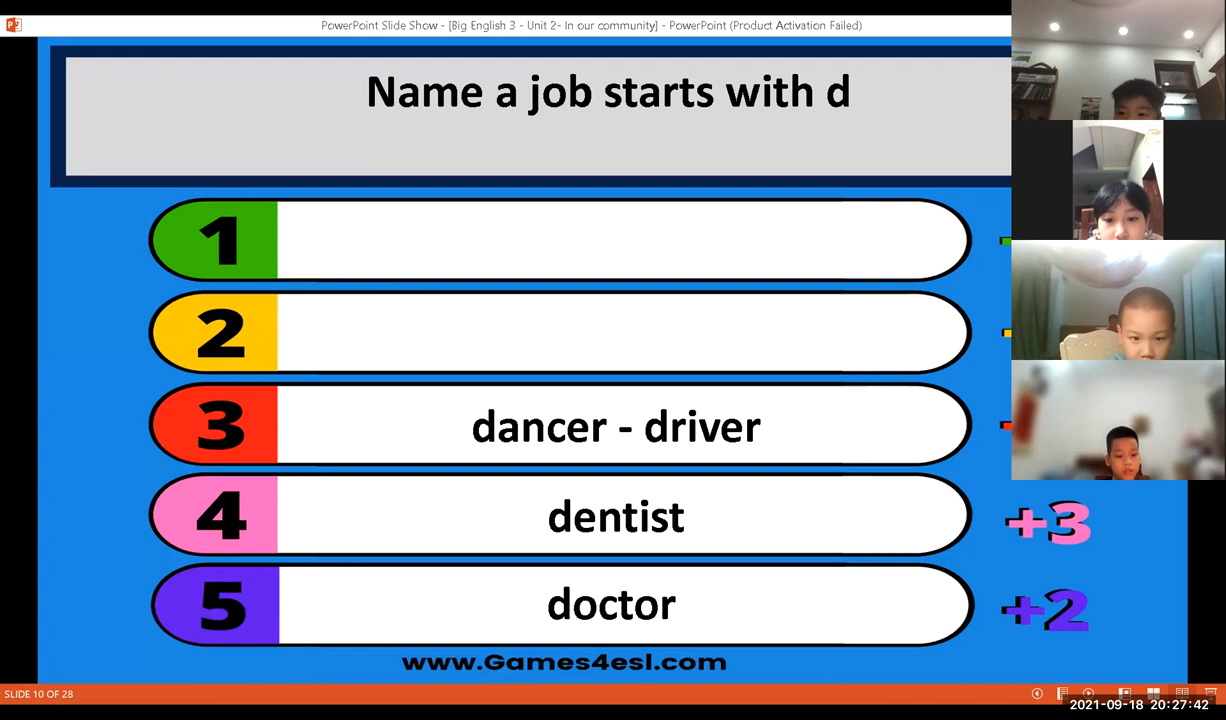 PowerPoint Slide Show - [Big English 3 - Unit 2- In our community] - PowerPoint (Product Activation Failed)
Name a job starts with d
1
2
3 dancer - driver
4 dentist +3
5 doctor +2
www.Games4esl.com
SLIDE 10 OF 28
2021-09-18 20:27:42